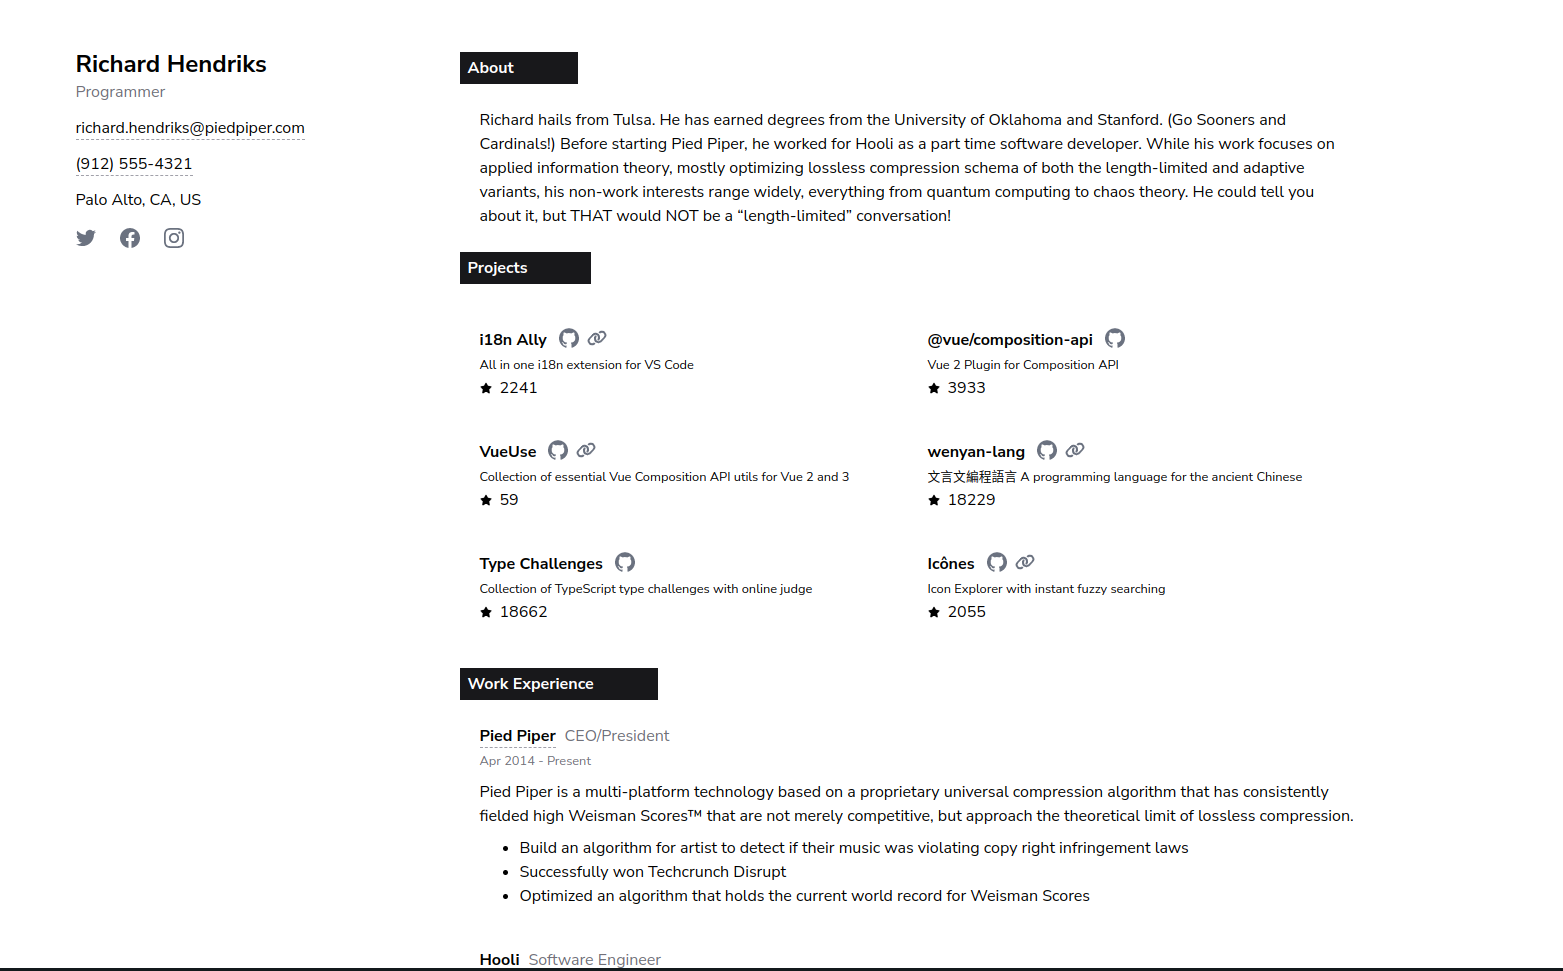 Richard Hendriks
Programmer
richard.hendriks@piedpiper.com
(912) 555-4321
Palo Alto, CA, US
About
Richard hails from Tulsa. He has earned degrees from the University of Oklahoma and Stanford. (Go Sooners and
Cardinals!) Before starting Pied Piper, he worked for Hooli as a part time software developer. While his work focuses on
applied information theory, mostly optimizing lossless compression schema of both the length-limited and adaptive
variants, his non-work interests range widely, everything from quantum computing to chaos theory. He could tell you
about it, but THAT would NOT be a “length-limited” conversation!
Projects
i18n Ally
All in one i18n extension for VS Code
2241
@vue/composition-api
Vue 2 Plugin for Composition API
3933
VueUse
Collection of essential Vue Composition API utils for Vue 2 and 3
59
wenyan-lang
文言文編程語言 A programming language for the ancient Chinese
18229
Type Challenges
Collection of TypeScript type challenges with online judge
18662
Icônes
Icon Explorer with instant fuzzy searching
2055
Work Experience
Pied Piper CEO/President
Apr 2014 - Present
Pied Piper is a multi-platform technology based on a proprietary universal compression algorithm that has consistently
fielded high Weisman Scores™ that are not merely competitive, but approach the theoretical limit of lossless compression.
• Build an algorithm for artist to detect if their music was violating copy right infringement laws
• Successfully won Techcrunch Disrupt
• Optimized an algorithm that holds the current world record for Weisman Scores
Hooli Software Engineer